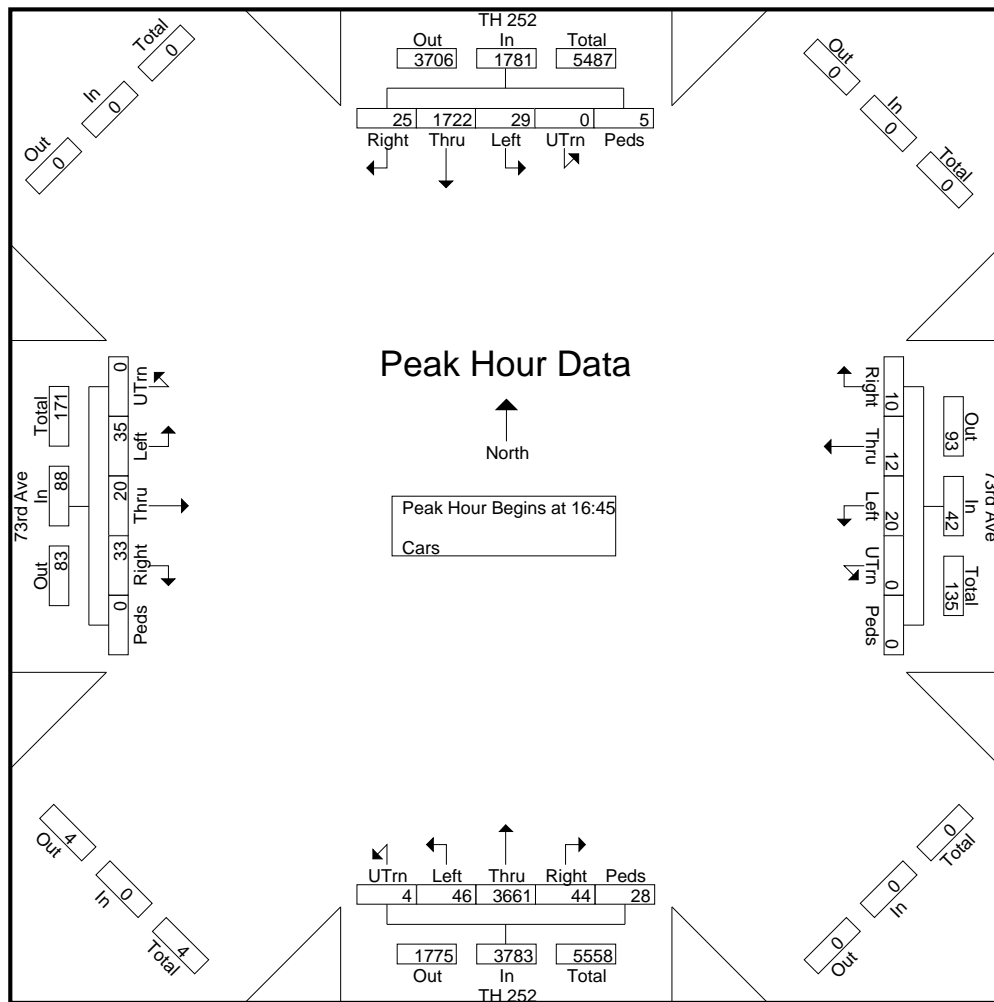 TH 252
Out In Total
3706 1781 5487
25 1722 29 0 5
Right Thru Left UTrn Peds
Total
0
In
0
Out
0
Out
0
In
0
Total
0
Peak Hour Data
North
Peak Hour Begins at 16:45
Cars
73rd Ave
Total In Out
171 88 83
0 35 20 33 0
UTrn Left Thru Right Peds
Right Thru Left UTrn Peds
10 12 20 0 0
Out In Total
93 42 135
73rd Ave
4
Out
0
In
4
Total
0
Total
0
In
0
Out
UTrn Left Thru Right Peds
4 46 3661 44 28
1775 3783 5558
Out In Total
TH 252